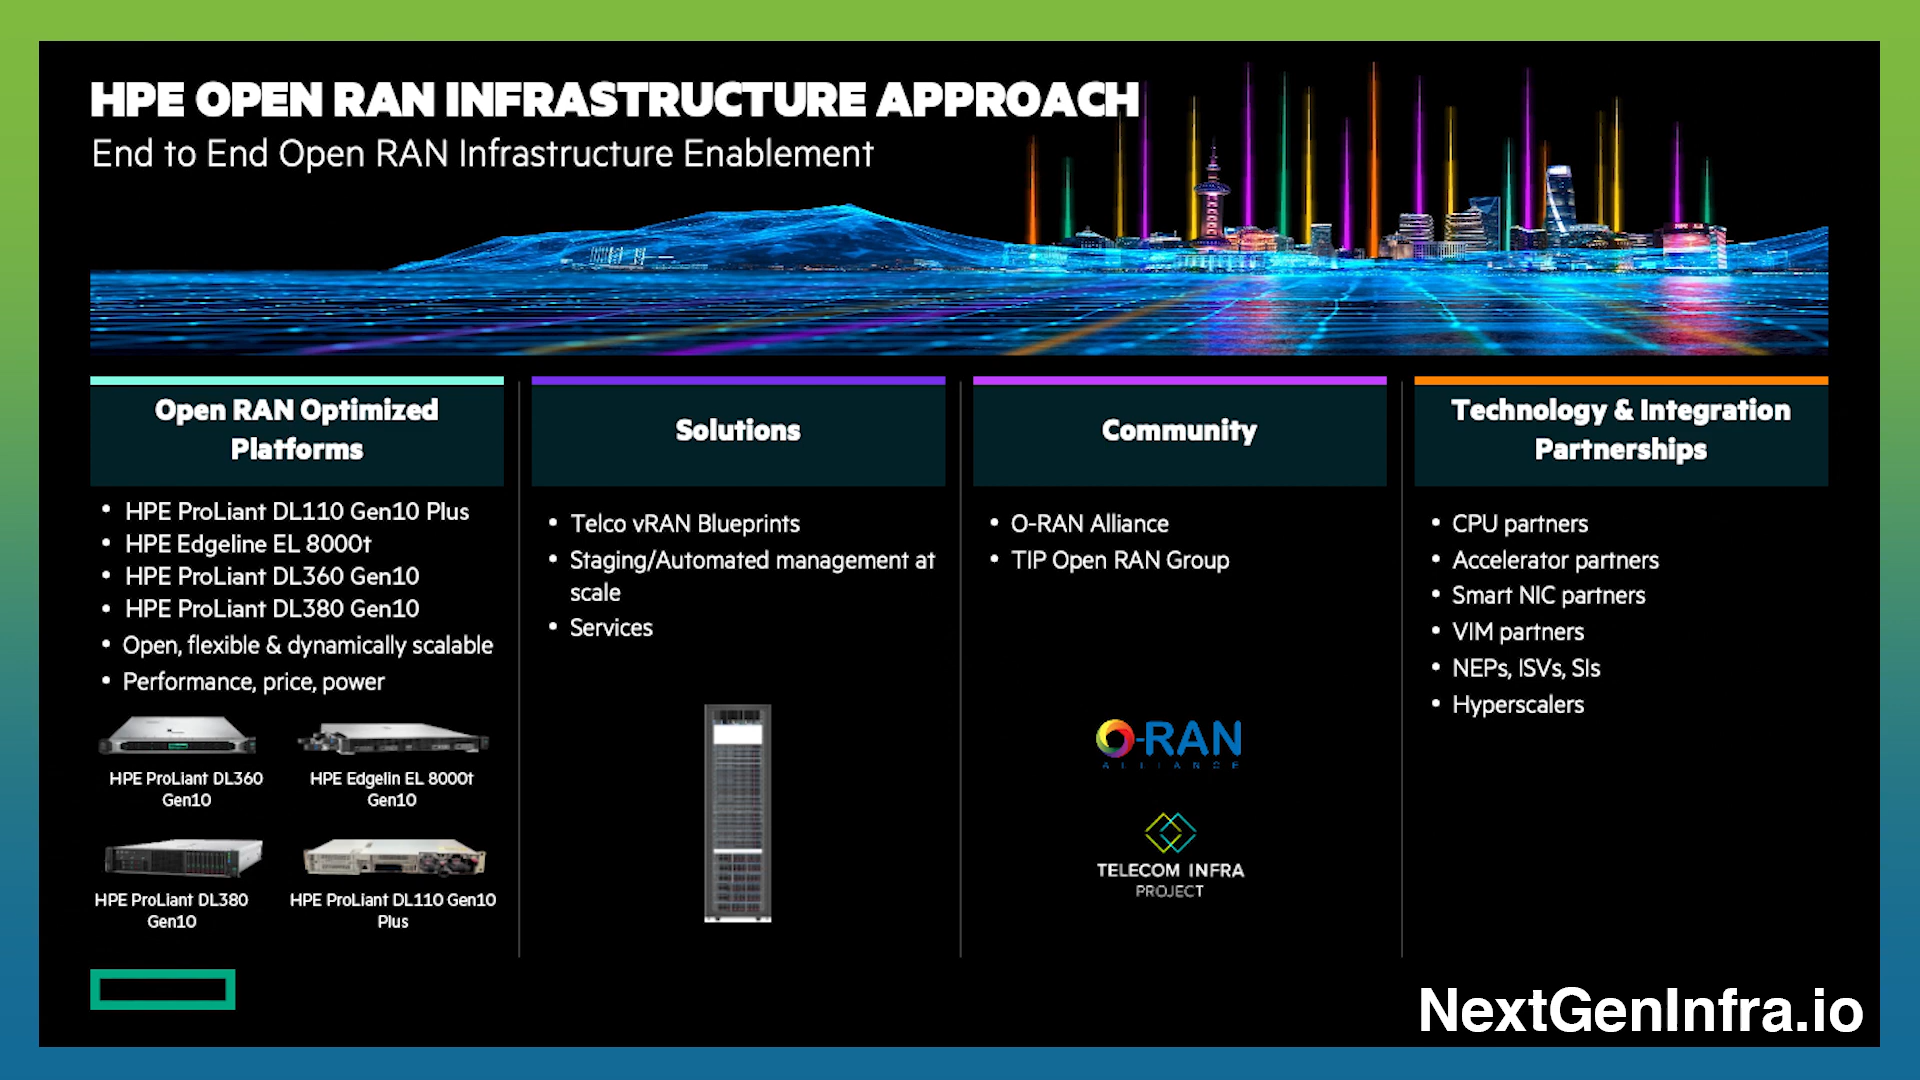 HPE OPEN RAN INFRASTRUCTURE APPROACH
End to End Open RAN Infrastructure Enablement
Open RAN Optimized
Platforms
• HPE ProLiant DL110 Gen10 Plus
• HPE Edgeline EL 8000t
• HPE ProLiant DL360 Gen10
• HPE ProLiant DL380 Gen10
• Open, flexible & dynamically scalable
• Performance, price, power
HPE ProLiant DL360
Gen10
HPE Edgelin EL 8000t
Gen10
HPE ProLiant DL380
Gen10
HPE ProLiant DL110 Gen10
Plus
Solutions
• Telco vRAN Blueprints
• Staging/Automated management at
scale
• Services
Community
• O-RAN Alliance
• TIP Open RAN Group
O-RAN
ALLIANCE
TELECOM INFRA
PROJECT
Technology & Integration
Partnerships
• CPU partners
• Accelerator partners
• Smart NIC partners
• VIM partners
• NEPs, ISVs, SIs
• Hyperscalers
NextGenInfra.io